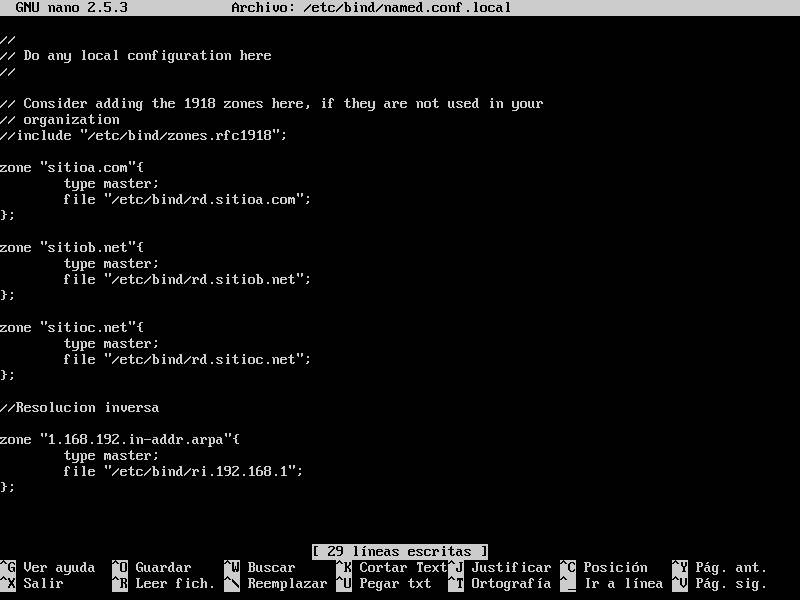 GNU nano 2.5.3 Archivo: /etc/bind/named.conf.local
//
// Do any local configuration here
//
// Consider adding the 1918 zones here, if they are not used in your
// organization
//include "/etc/bind/zones.rfc1918";
zone "sitioa.com"{
type master;
file "/etc/bind/rd.sitioa.com";
};
zone "sitiob.net"{
type master;
file "/etc/bind/rd.sitiob.net";
};
zone "sitioc.net"{
type master;
file "/etc/bind/rd.sitioc.net";
};
//Resolucion inversa
zone "1.168.192.in-addr.arpa"{
type master;
file "/etc/bind/ri.192.168.1";
};
[ 29 líneas escritas ]
^G Ver ayuda ^O Guardar ^W Buscar ^K Cortar Text ^J Justificar ^C Posición ^Y Pág. ant.
^X Salir ^R Leer fich. ^\ Reemplazar ^U Pegar txt ^T Ortografía ^_ Ir a línea ^V Pág. sig.